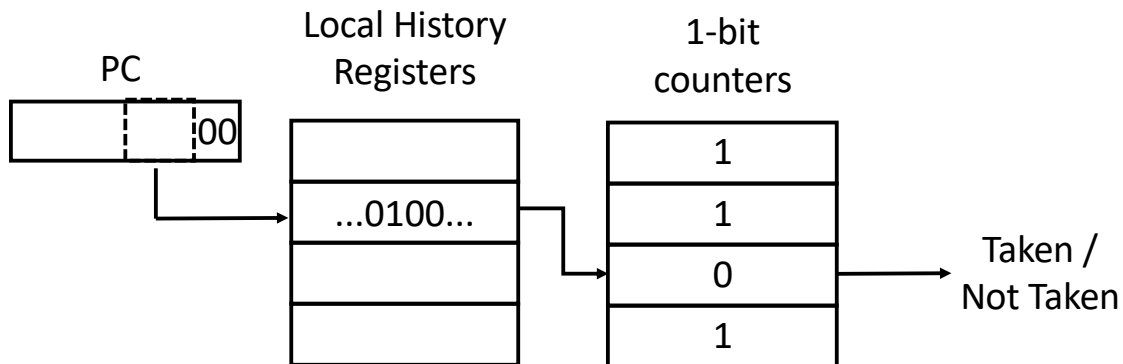 PC
00
Local History
Registers
...0100...
1-bit
counters
1
1
0
1
Taken /
Not Taken